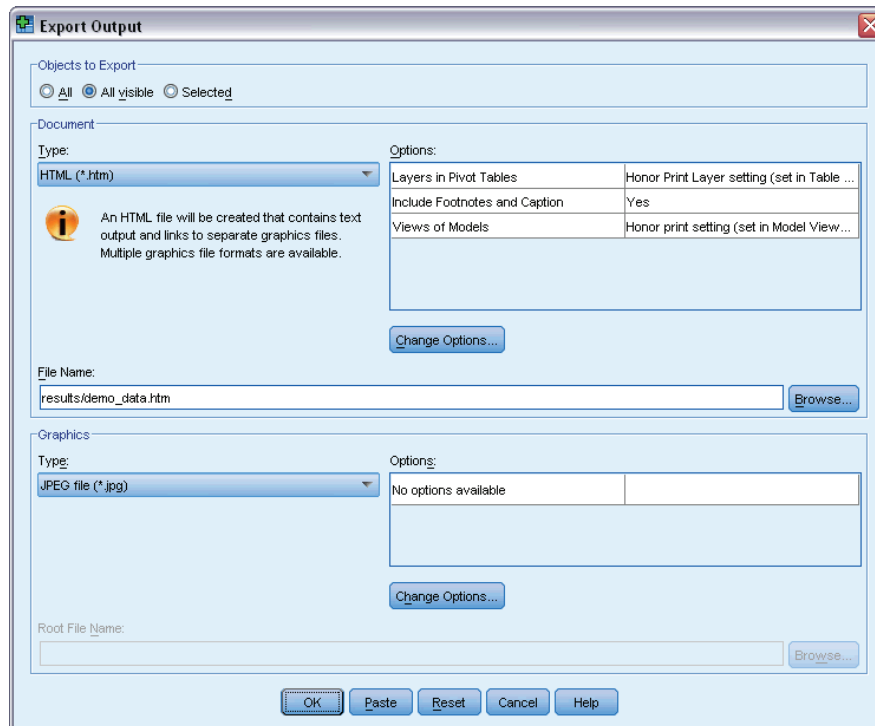 Export Output
Objects to Export
All All visible Selected
Document
Type:
HTML (*.htm)
An HTML file will be created that contains text
output and links to separate graphics files.
Multiple graphics file formats are available.
Options:
Layers in Pivot Tables Honor Print Layer setting (set in Table ...
Include Footnotes and Caption Yes
Views of Models Honor print setting (set in Model View...
Change Options...
File Name:
results/demo_data.htm
Browse...
Graphics
Type:
JPEG file (*.jpg)
Options:
No options available
Change Options...
Root File Name:
Browse...
OK Paste Reset Cancel Help